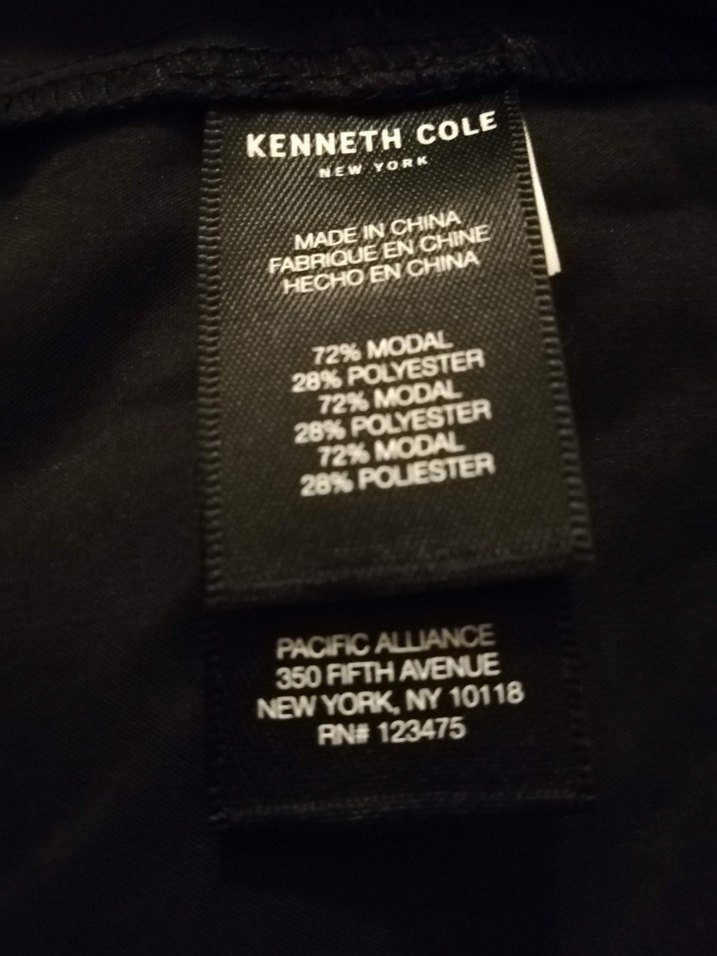 KENNETH COLE
NEW YORK
MADE IN CHINA
FABRIQUE EN CHINE
HECHO EN CHINA
72% MODAL
28% POLYESTER
72% MODAL
28% POLYESTER
72% MODAL
28% POLIESTER
PACIFIC ALLIANCE
350 FIFTH AVENUE
NEW YORK, NY 10118
RN# 123475